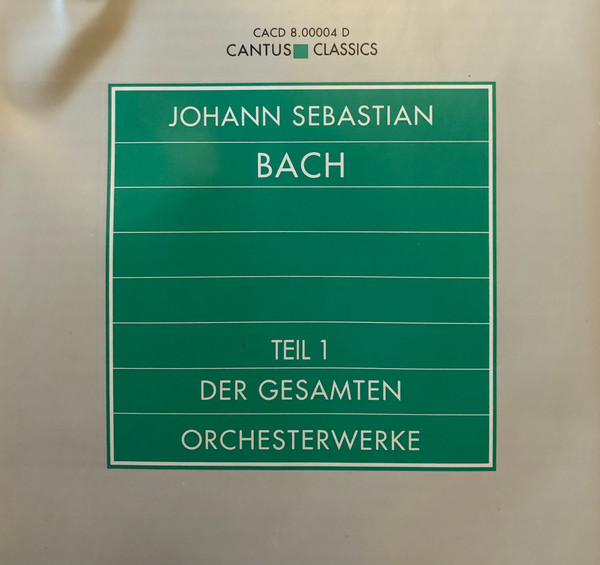 CACD 8.00004 D
CANTUS CLASSICS
JOHANN SEBASTIAN
BACH
TEIL 1
DER GESAMTEN
ORCHESTERWERKE